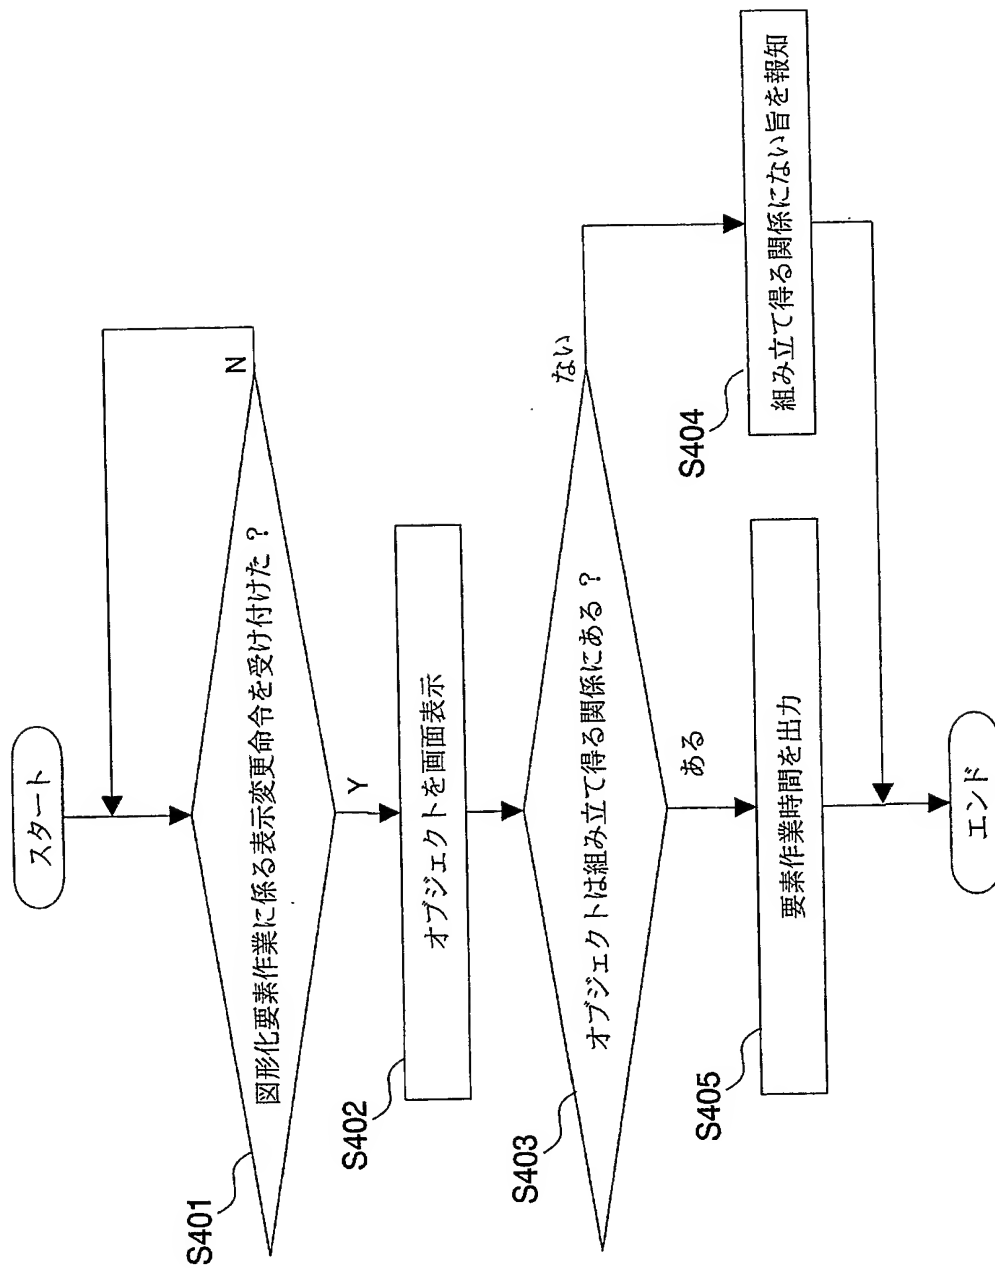 スタート
図形化要素作業に係る表示変更命令を受け付けた？
N
S401
Y
オブジェクトを画面表示
S402
オブジェクトは組み立て得る関係にある？
ない
S403
組み立て得る関係にない旨を報知
S404
ある
要素作業時間を出力
S405
エンド